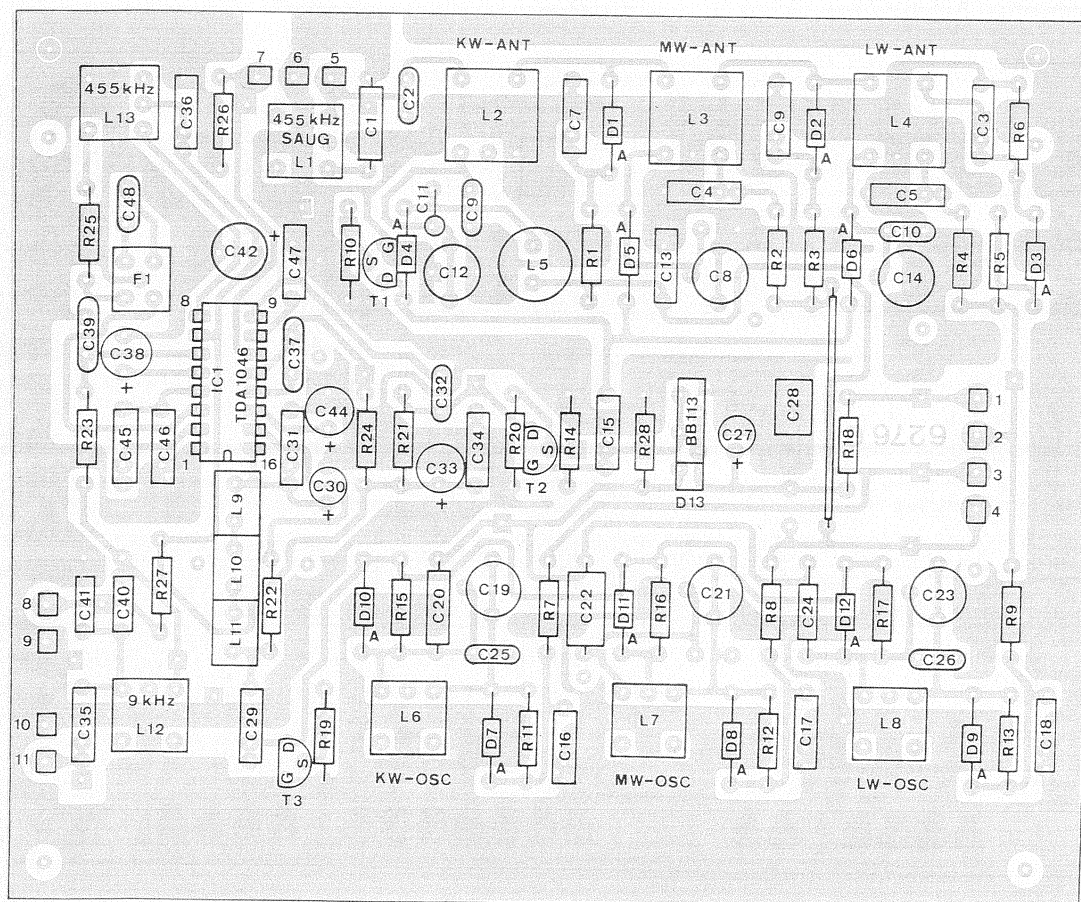 KW-ANT MW-ANT LW-ANT
7 6 5
455kHz
L13
C36
R26
455kHz
SAUG
L1
C1
C2
L2
C7
D1
A
L3
C9
D2
A
L4
C3
R6
C4
C5
R25
C48
F1
C42
+
C47
R10
S
G
D
T1
A
D4
C11
C9
C12
L5
R1
D5
A
C13
C8
R2
R3
A
D6
C10
C14
R4
R5
D3
A
C39
C38
+
8
9
IC1
TDA1046
1
16
C37
C44
+
C31
C30
+
R24
R21
C32
C33
+
C34
R20
D
S
G
T2
R14
C15
R28
BB113
D13
C27
+
C28
R18
6276
1
2
3
4
R23
C45
C46
L9
L10
L11
R22
R27
C41
C40
8
9
10
11
D10
A
R15
C20
C19
C25
R7
C22
D11
A
R16
C21
R8
C24
D12
A
R17
C23
C26
R9
C35
9kHz
L12
C29
D
S
G
T3
R19
L6
KW-OSC
D7
A
R11
C16
L7
MW-OSC
D8
A
R12
C17
L8
LW-OSC
D9
A
R13
C18